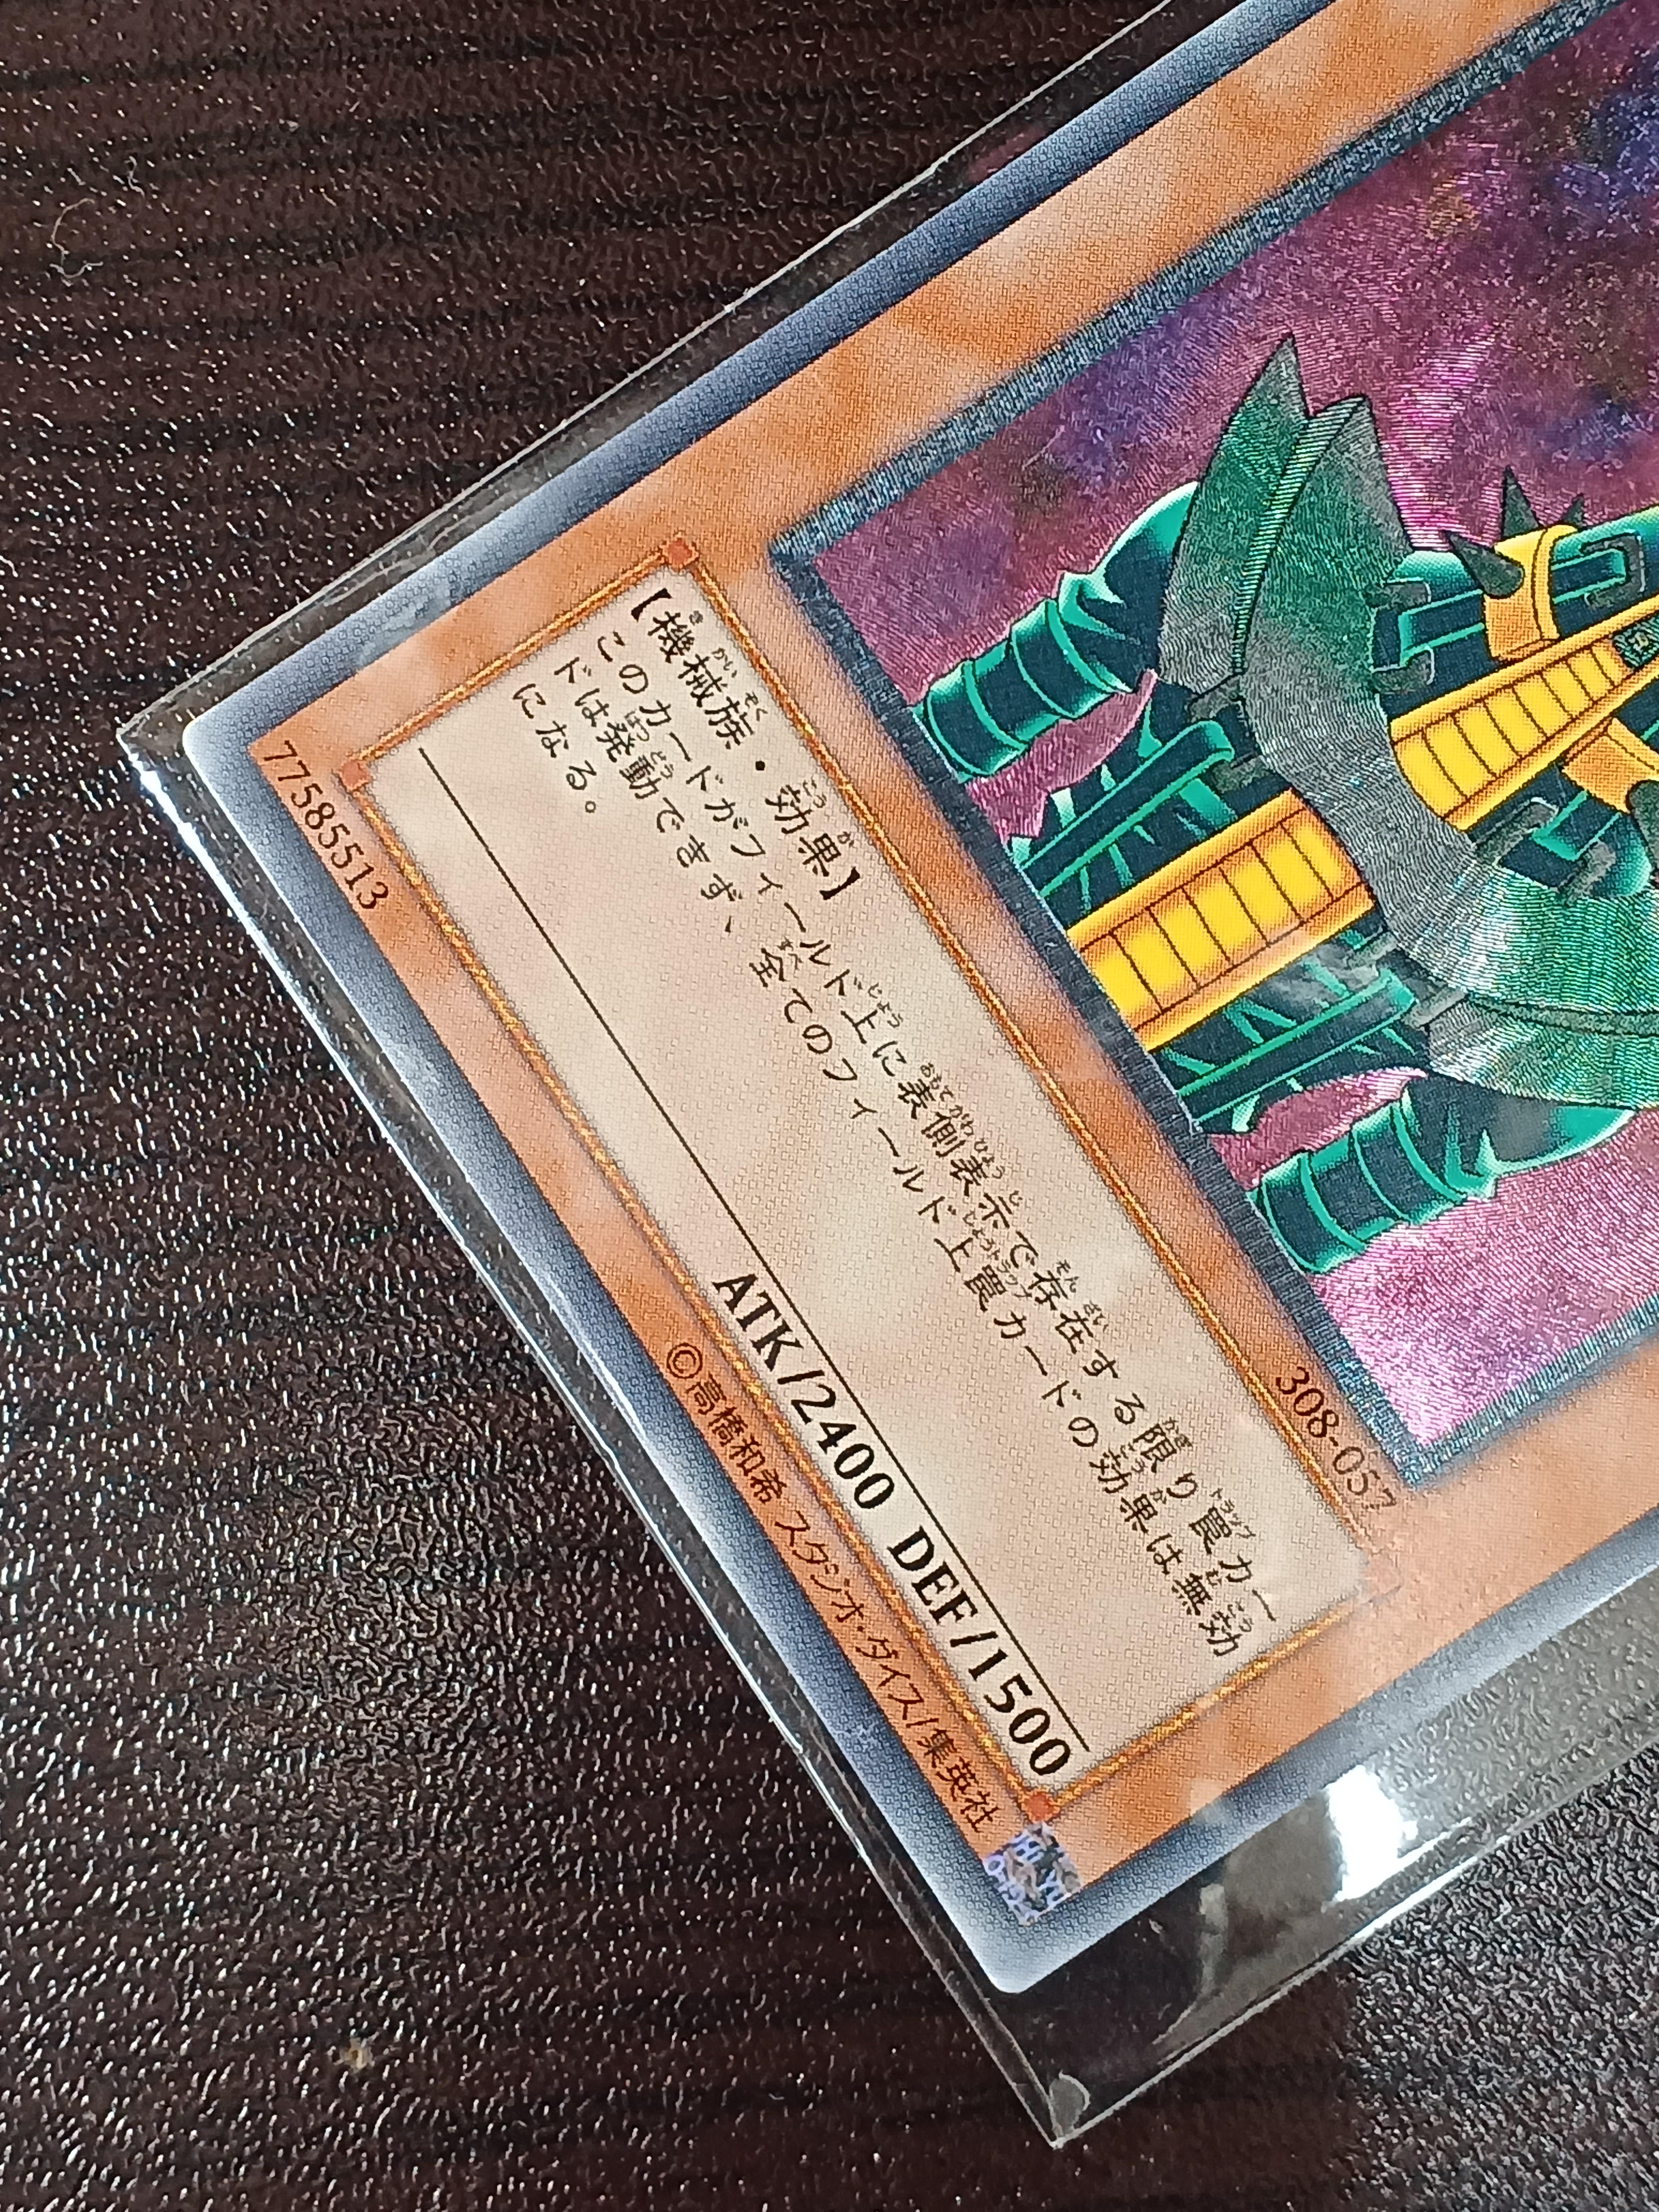 308-057
【機械族・効果】
このカードがフィールド上に表側表示で存在する限り罠カー
ドは発動できず、全てのフィールド上罠カードの効果は無効
になる。
ATK/2400 DEF/1500
77585513
©高橋和希 スタジオ・ダイス/集英社